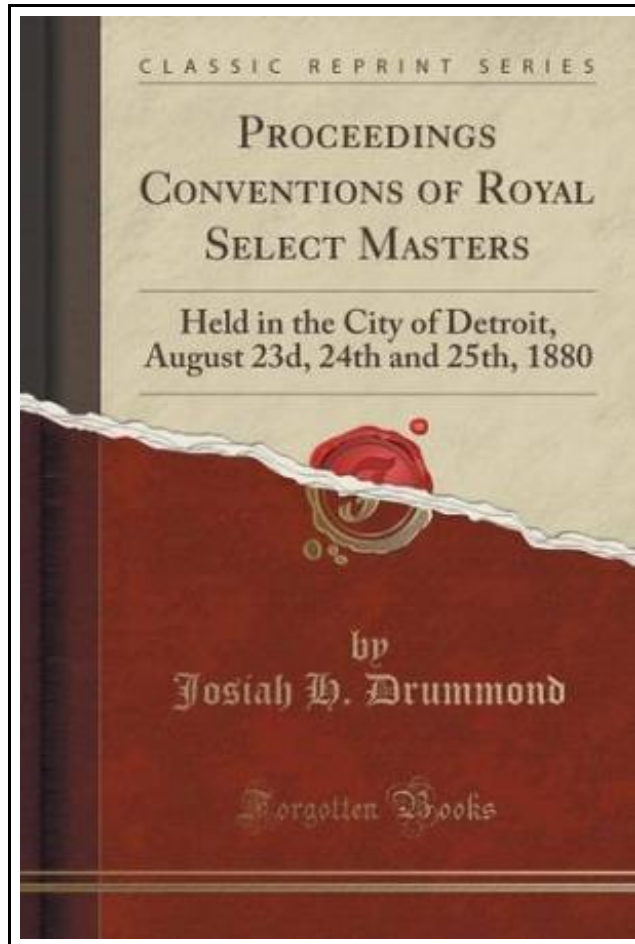 CLASSIC REPRINT SERIES
PROCEEDINGS
CONVENTIONS OF ROYAL
SELECT MASTERS
Held in the City of Detroit,
August 23d, 24th and 25th, 1880
by
Josiah H. Drummond
Forgotten Books